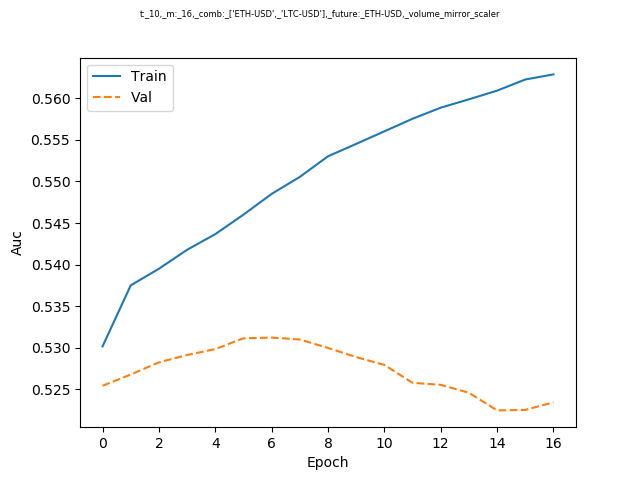 t:_10,_m:_16,_comb:_['ETH-USD',_'LTC-USD'],_future:_ETH-USD,_volume_mirror_scaler
Train
Val
0.560
0.555
0.550
0.545
0.540
0.535
0.530
0.525
Auc
0 2 4 6 8 10 12 14 16
Epoch